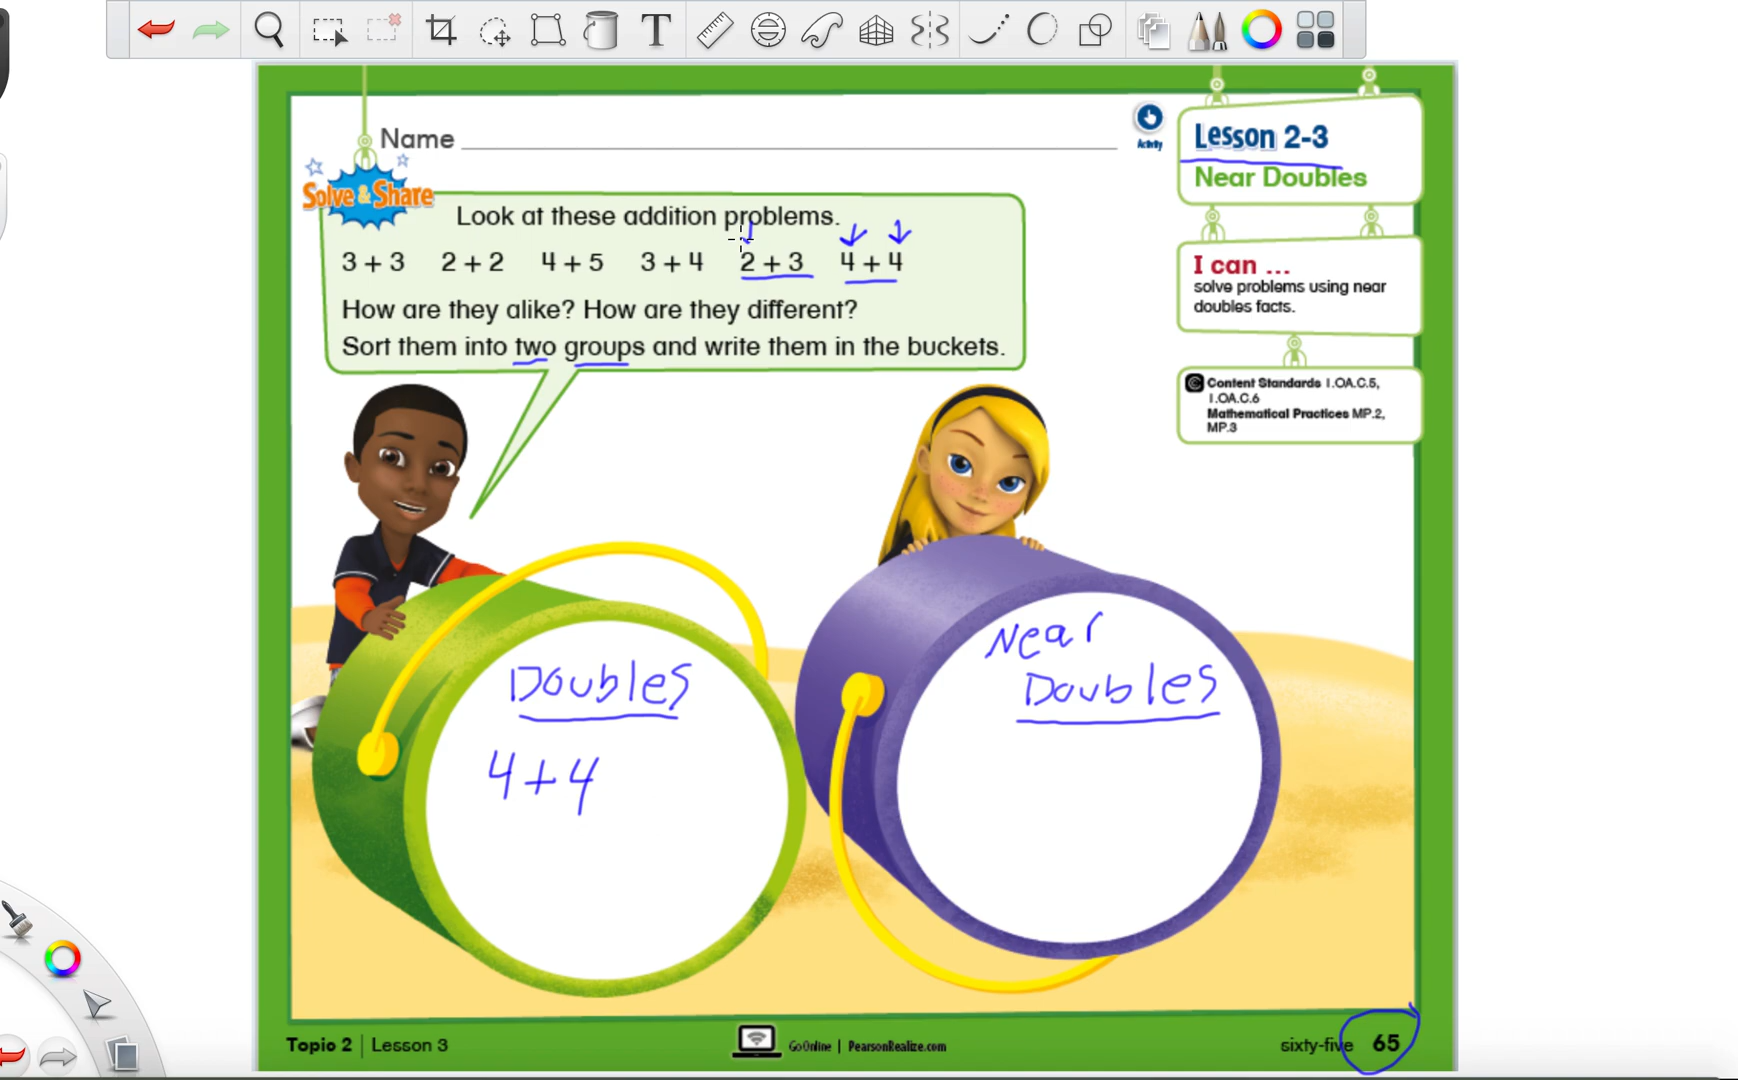 Name
Activity
Lesson 2-3
Near Doubles
Solve & Share
Look at these addition problems.
3 + 3 2 + 2 4 + 5 3 + 4 2 + 3 4 + 4
How are they alike? How are they different?
Sort them into two groups and write them in the buckets.
I can ...
solve problems using near
doubles facts.
C Content Standards 1.OA.C.5,
1.OA.C.6
Mathematical Practices MP.2,
MP.3
Doubles
4+4
Near
Doubles
Topic 2 | Lesson 3
Go Online | PearsonRealize.com
sixty-five 65
T